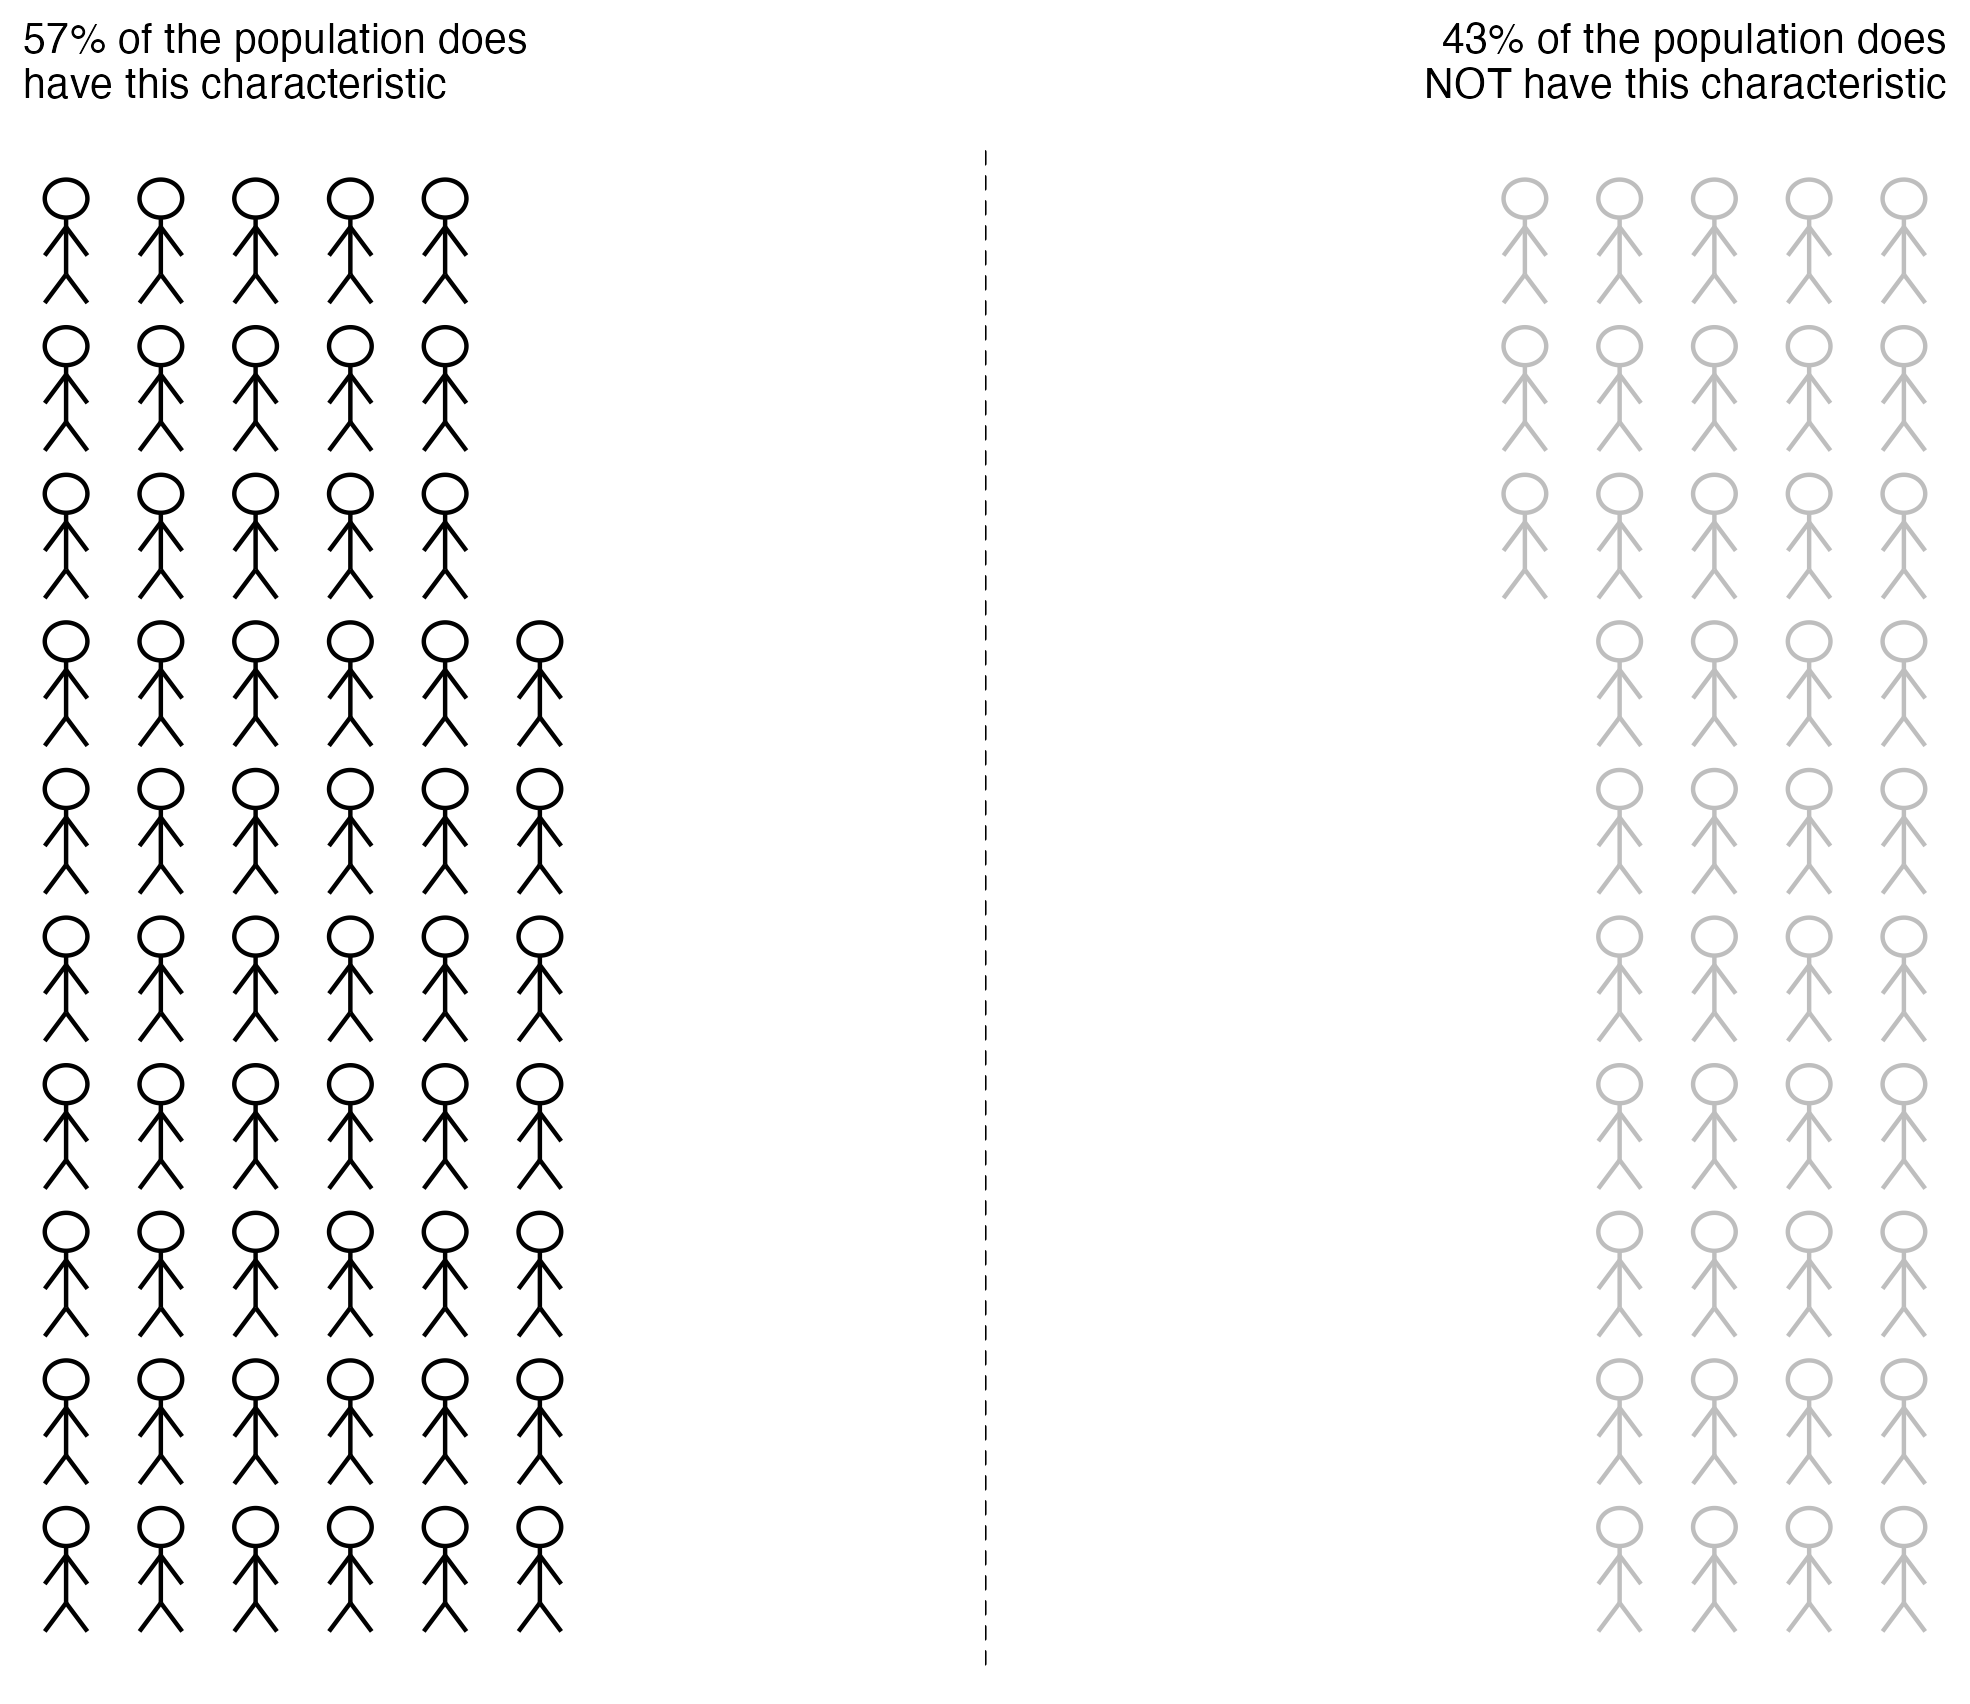 57% of the population does
have this characteristic
43% of the population does
NOT have this characteristic